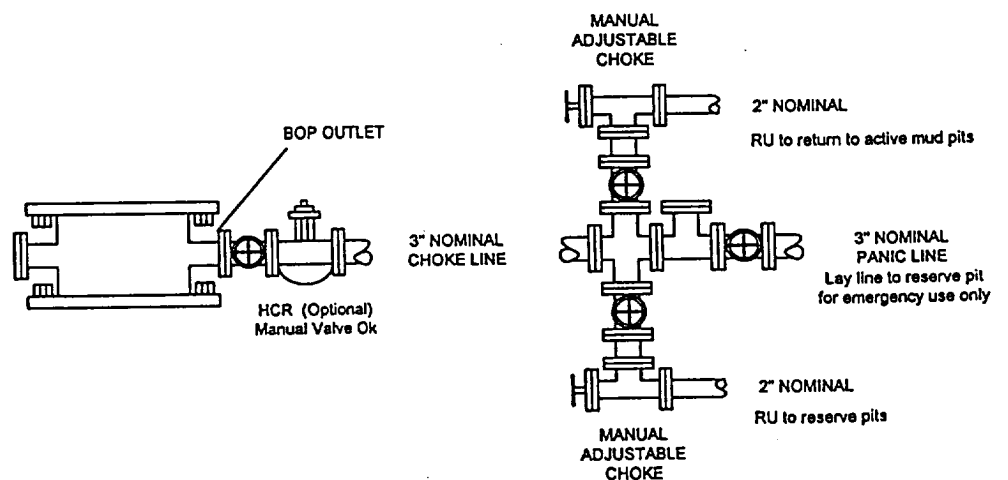 MANUAL
ADJUSTABLE
CHOKE
2" NOMINAL
RU to return to active mud pits
BOP OUTLET
3" NOMINAL
CHOKE LINE
HCR (Optional)
Manual Valve Ok
3" NOMINAL
PANIC LINE
Lay line to reserve pit
for emergency use only
2" NOMINAL
RU to reserve pits
MANUAL
ADJUSTABLE
CHOKE